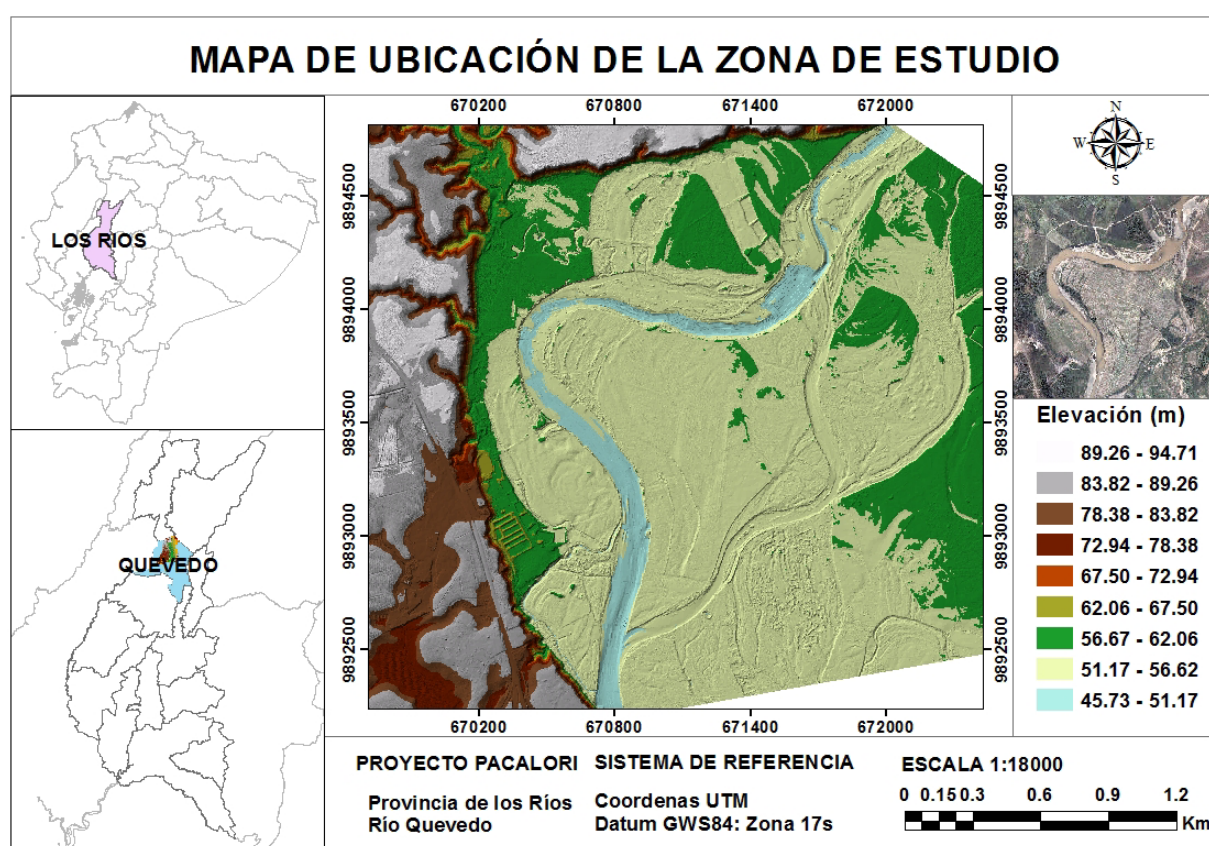 MAPA DE UBICACIÓN DE LA ZONA DE ESTUDIO
LOS RIOS
QUEVEDO
670200 670800 671400 672000
9894500
9894000
9893500
9893000
9892500
9894500
9894000
9893500
9893000
9892500
670200 670800 671400 672000
N
W E
S
Elevación (m)
89.26 - 94.71
83.82 - 89.26
78.38 - 83.82
72.94 - 78.38
67.50 - 72.94
62.06 - 67.50
56.67 - 62.06
51.17 - 56.62
45.73 - 51.17
PROYECTO PACALORI
Provincia de los Ríos
Río Quevedo
SISTEMA DE REFERENCIA
Coordenas UTM
Datum GWS84: Zona 17s
ESCALA 1:18000
0 0.15 0.3 0.6 0.9 1.2
Km